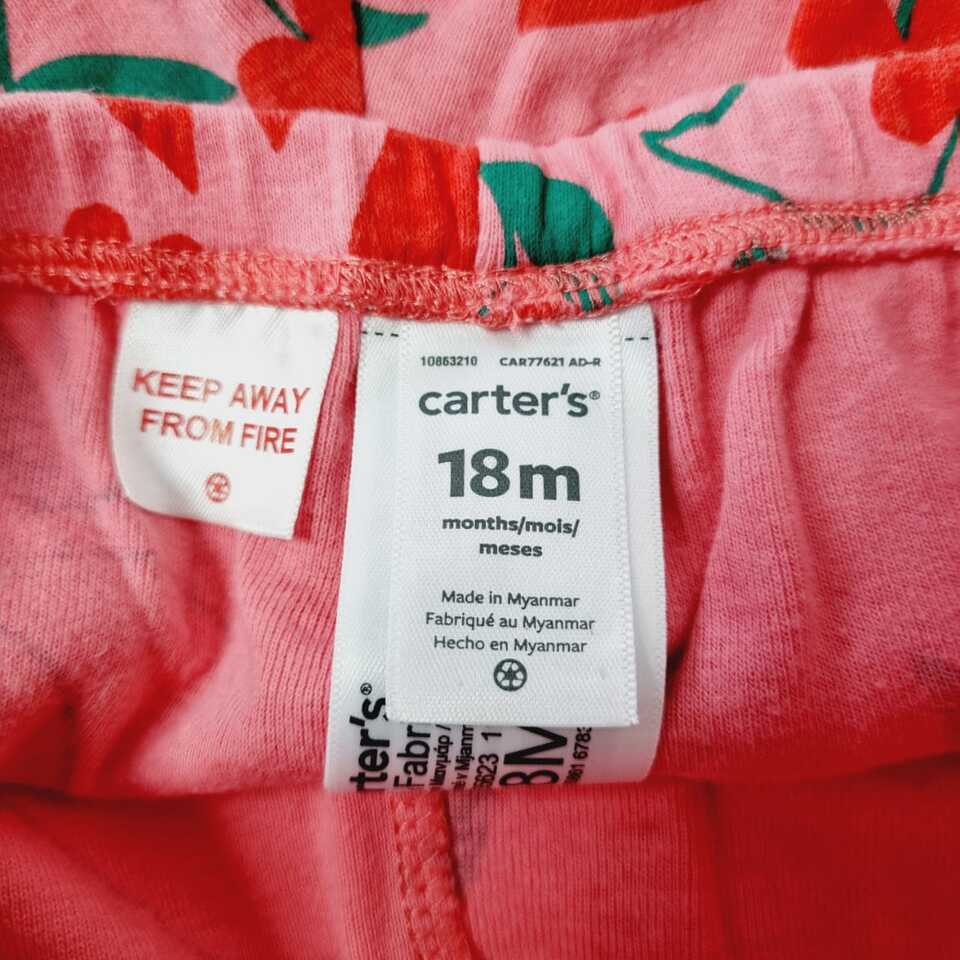 KEEP AWAY
FROM FIRE
10863210 CAR77621 AD-R
carter's®
18m
months/mois/
meses
Made in Myanmar
Fabriqué au Myanmar
Hecho en Myanmar